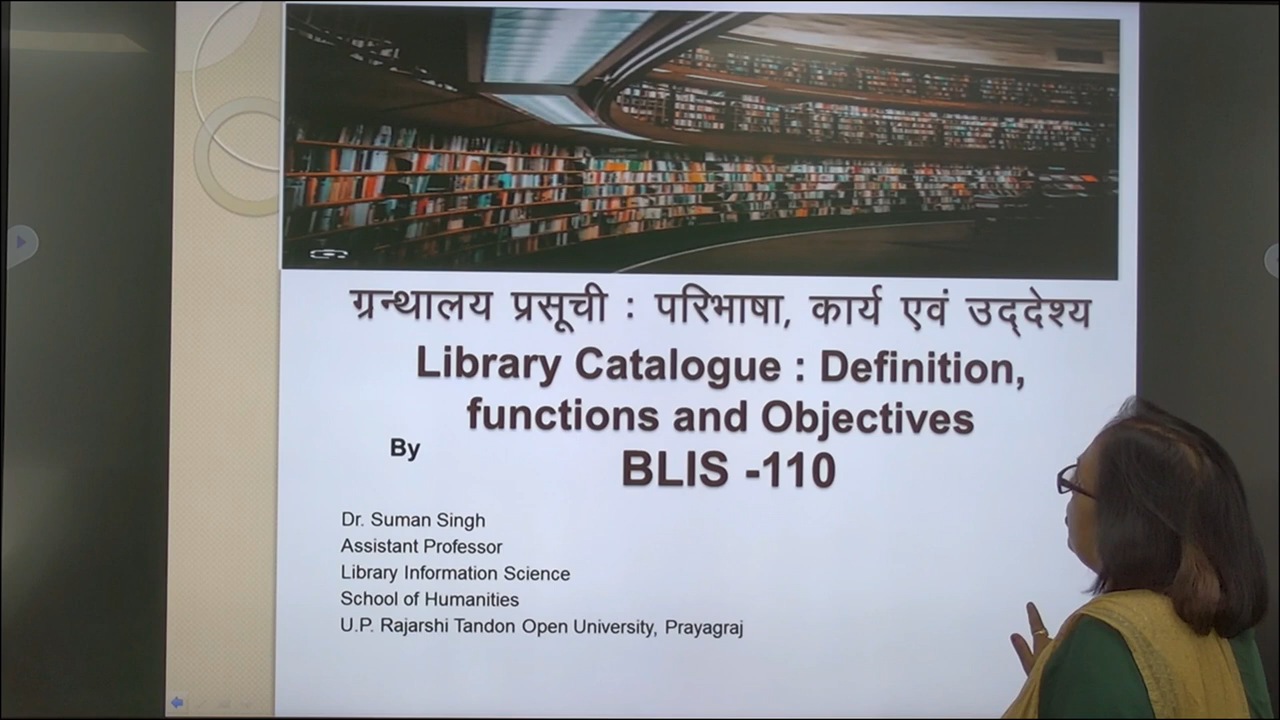 ग्रन्थालय प्रसूची : परिभाषा, कार्य एवं उद्देश्य
Library Catalogue : Definition,
functions and Objectives
By
BLIS -110
Dr. Suman Singh
Assistant Professor
Library Information Science
School of Humanities
U.P. Rajarshi Tandon Open University, Prayagraj